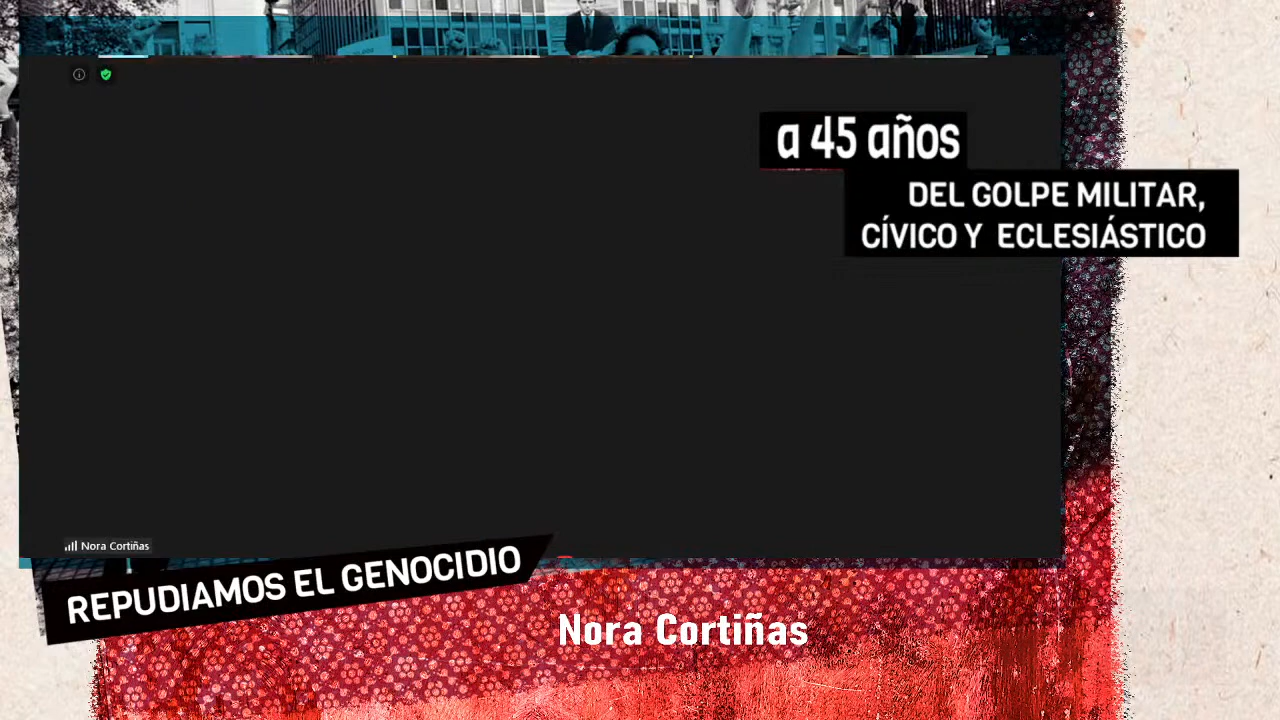 a 45 años
DEL GOLPE MILITAR,
CÍVICO Y ECLESIÁSTICO
Nora Cortiñas
REPUDIAMOS EL GENOCIDIO
Nora Cortiñas